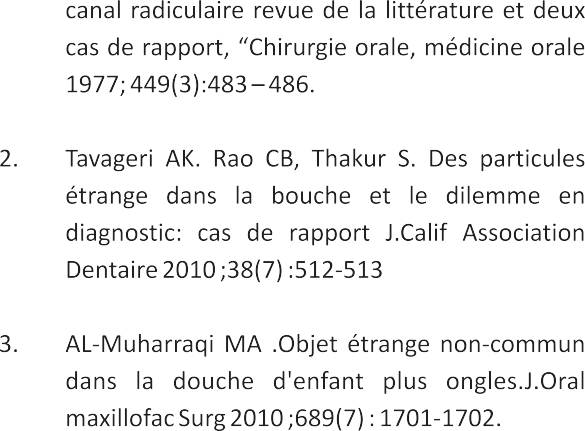 canal radiculaire revue de la littérature et deux
cas de rapport, “Chirurgie orale, médicine orale
1977; 449(3):483 – 486.
2. Tavageri AK. Rao CB, Thakur S. Des particules
étrange dans la bouche et le dilemme en
diagnostic: cas de rapport J.Calif Association
Dentaire 2010 ;38(7) :512-513
3. AL-Muharraqi MA .Objet étrange non-commun
dans la douche d'enfant plus ongles.J.Oral
maxillofac Surg 2010 ;689(7) : 1701-1702.